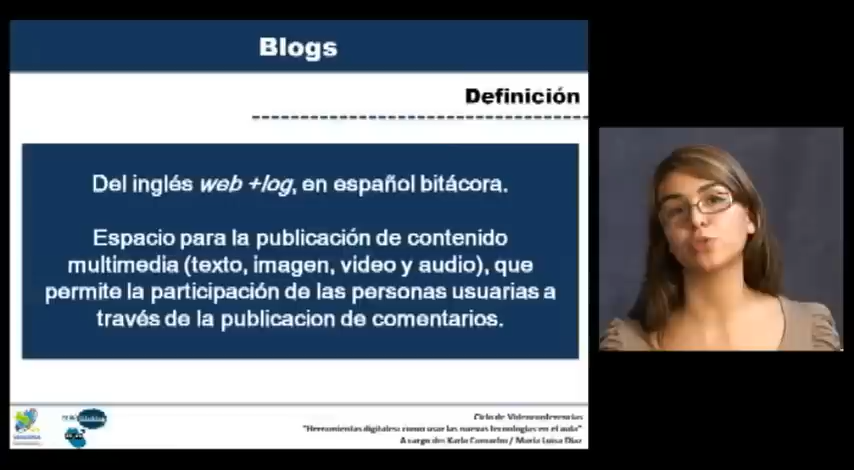 Blogs
Definición
Del inglés web +log, en español bitácora.
Espacio para la publicación de contenido
multimedia (texto, imagen, video y audio), que
permite la participación de las personas usuarias a
través de la publicacion de comentarios.
Ciclo de Videoconferencias
"Herramientas digitales: como usar las nuevas tecnologías en el aula"
A cargo de: Karla Camacho / María Luisa Díaz